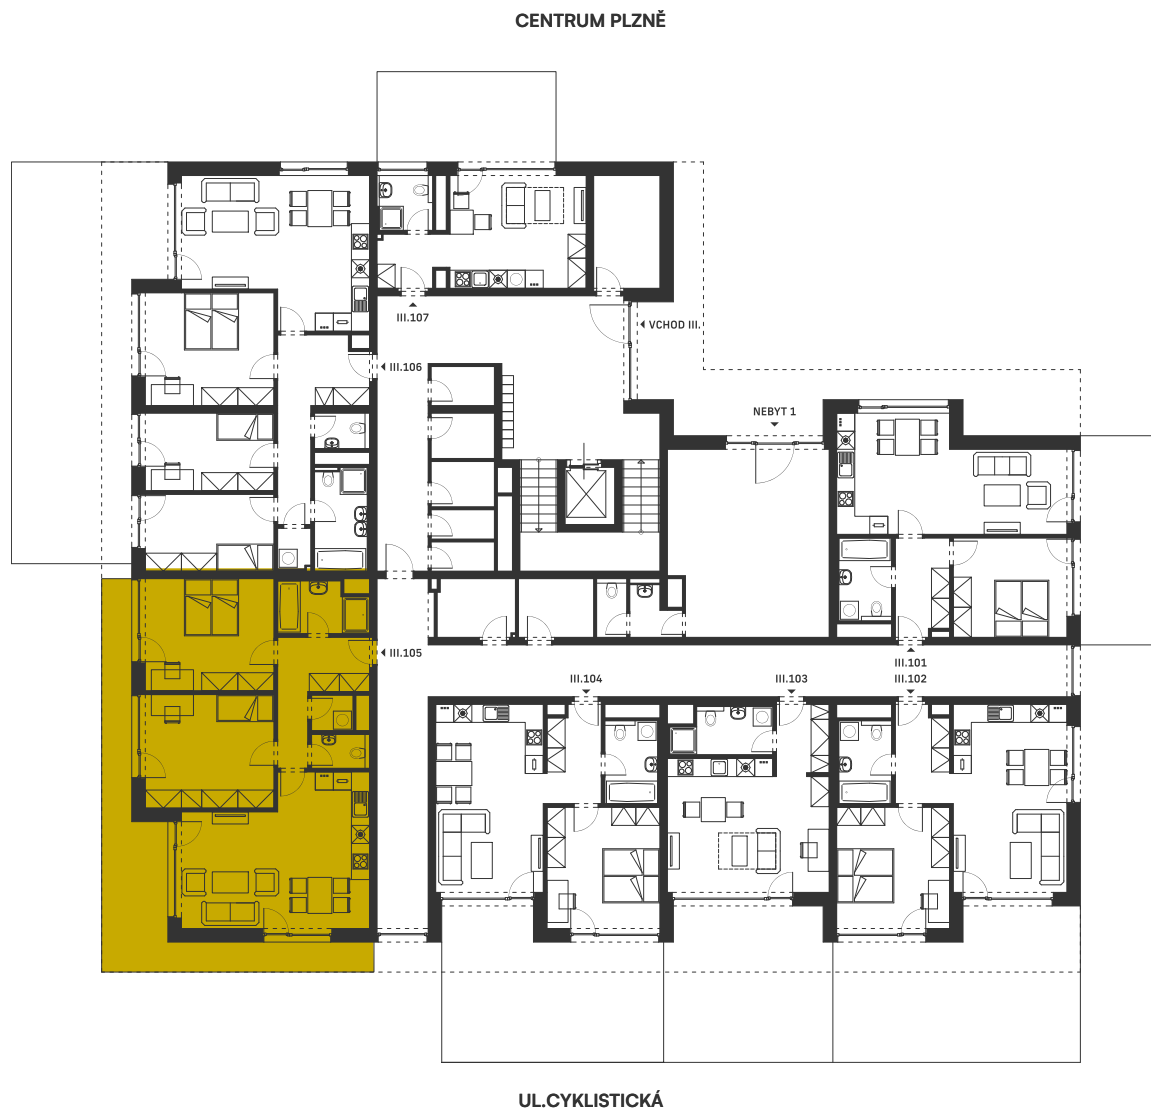 CENTRUM PLZNĚ
III.107
VCHOD III.
III.106
NEBYT 1
III.105
III.101
III.104
III.103
III.102
UL.CYKLISTICKÁ